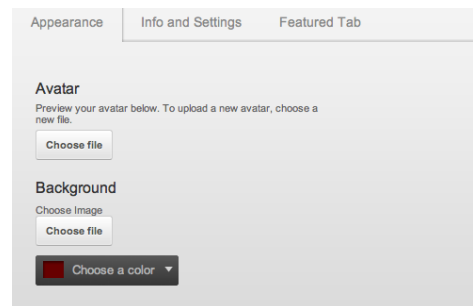 Appearance Info and Settings Featured Tab
Avatar
Preview your avatar below. To upload a new avatar, choose a
new file.
Choose file
Background
Choose Image
Choose file
Choose a color